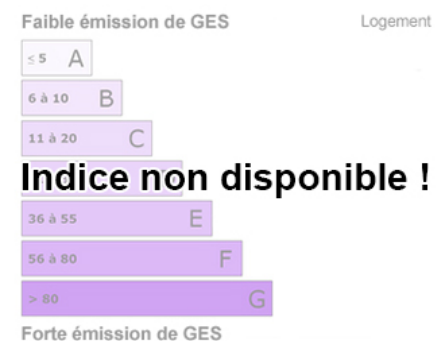 Faible émission de GES Logement
≤ 5 A
6 à 10 B
11 à 20 C
Indice non disponible !
36 à 55 E
56 à 80 F
> 80 G
Forte émission de GES